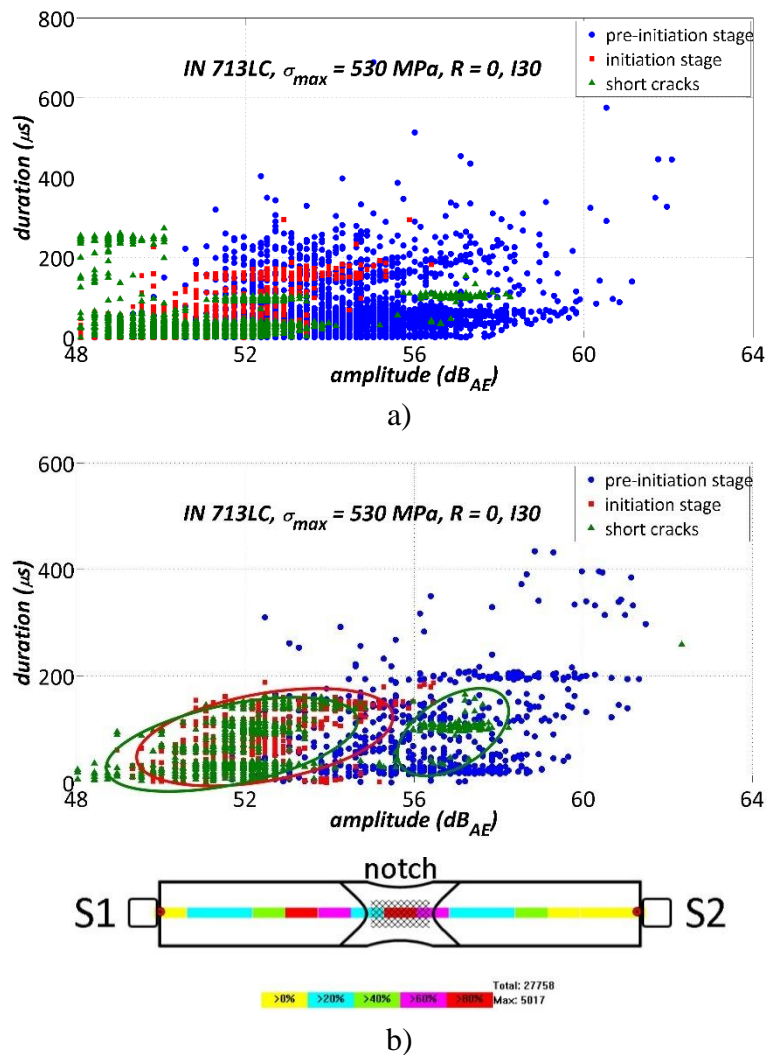 800
600
400
200
0
duration (μs)
IN 713LC, σmax = 530 MPa, R = 0, I30
pre-initiation stage
initiation stage
short cracks
48 52 56 60 64
amplitude (dBAE)
a)
600
400
200
0
duration (μs)
IN 713LC, σmax = 530 MPa, R = 0, I30
pre-initiation stage
initiation stage
short cracks
48 52 56 60 64
amplitude (dBAE)
notch
S1 S2
>0% >20% >40% >60% >80%
Total: 27758
Max: 5017
b)